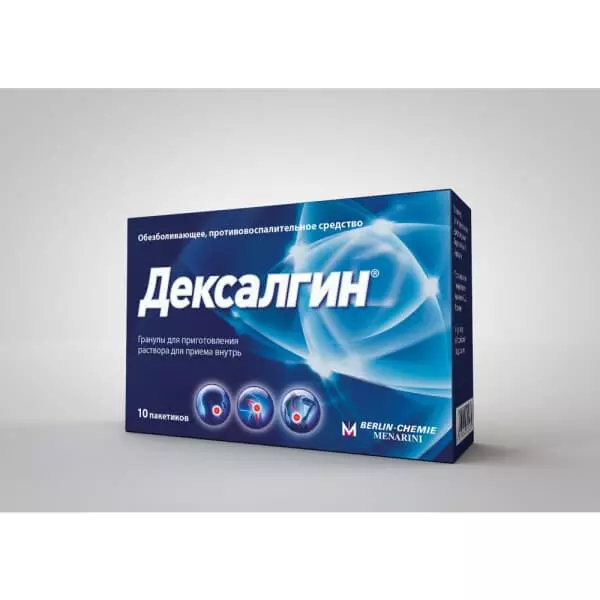 Обезболивающее, противовоспалительное средство
Дексалгин®
Гранулы для приготовления
раствора для приема внутрь
10 пакетиков
BERLIN-CHEMIE
MENARINI